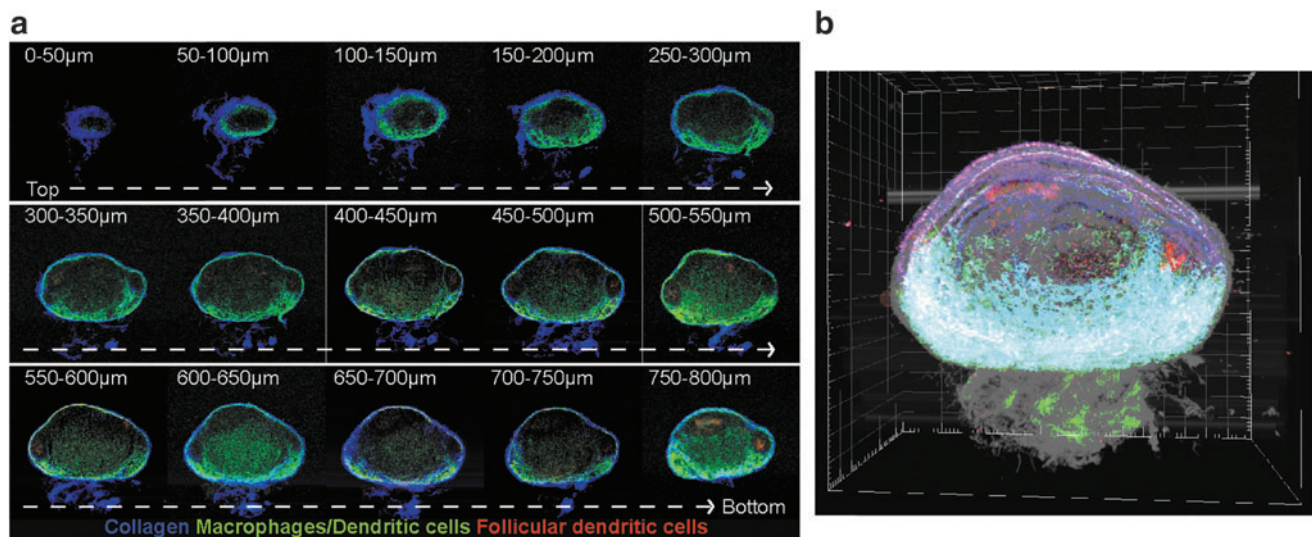 a
b
0-50µm 50-100µm 100-150µm 150-200µm 250-300µm
Top
300-350µm 350-400µm 400-450µm 450-500µm 500-550µm
550-600µm 600-650µm 650-700µm 700-750µm 750-800µm
Bottom
Collagen Macrophages/Dendritic cells Follicular dendritic cells